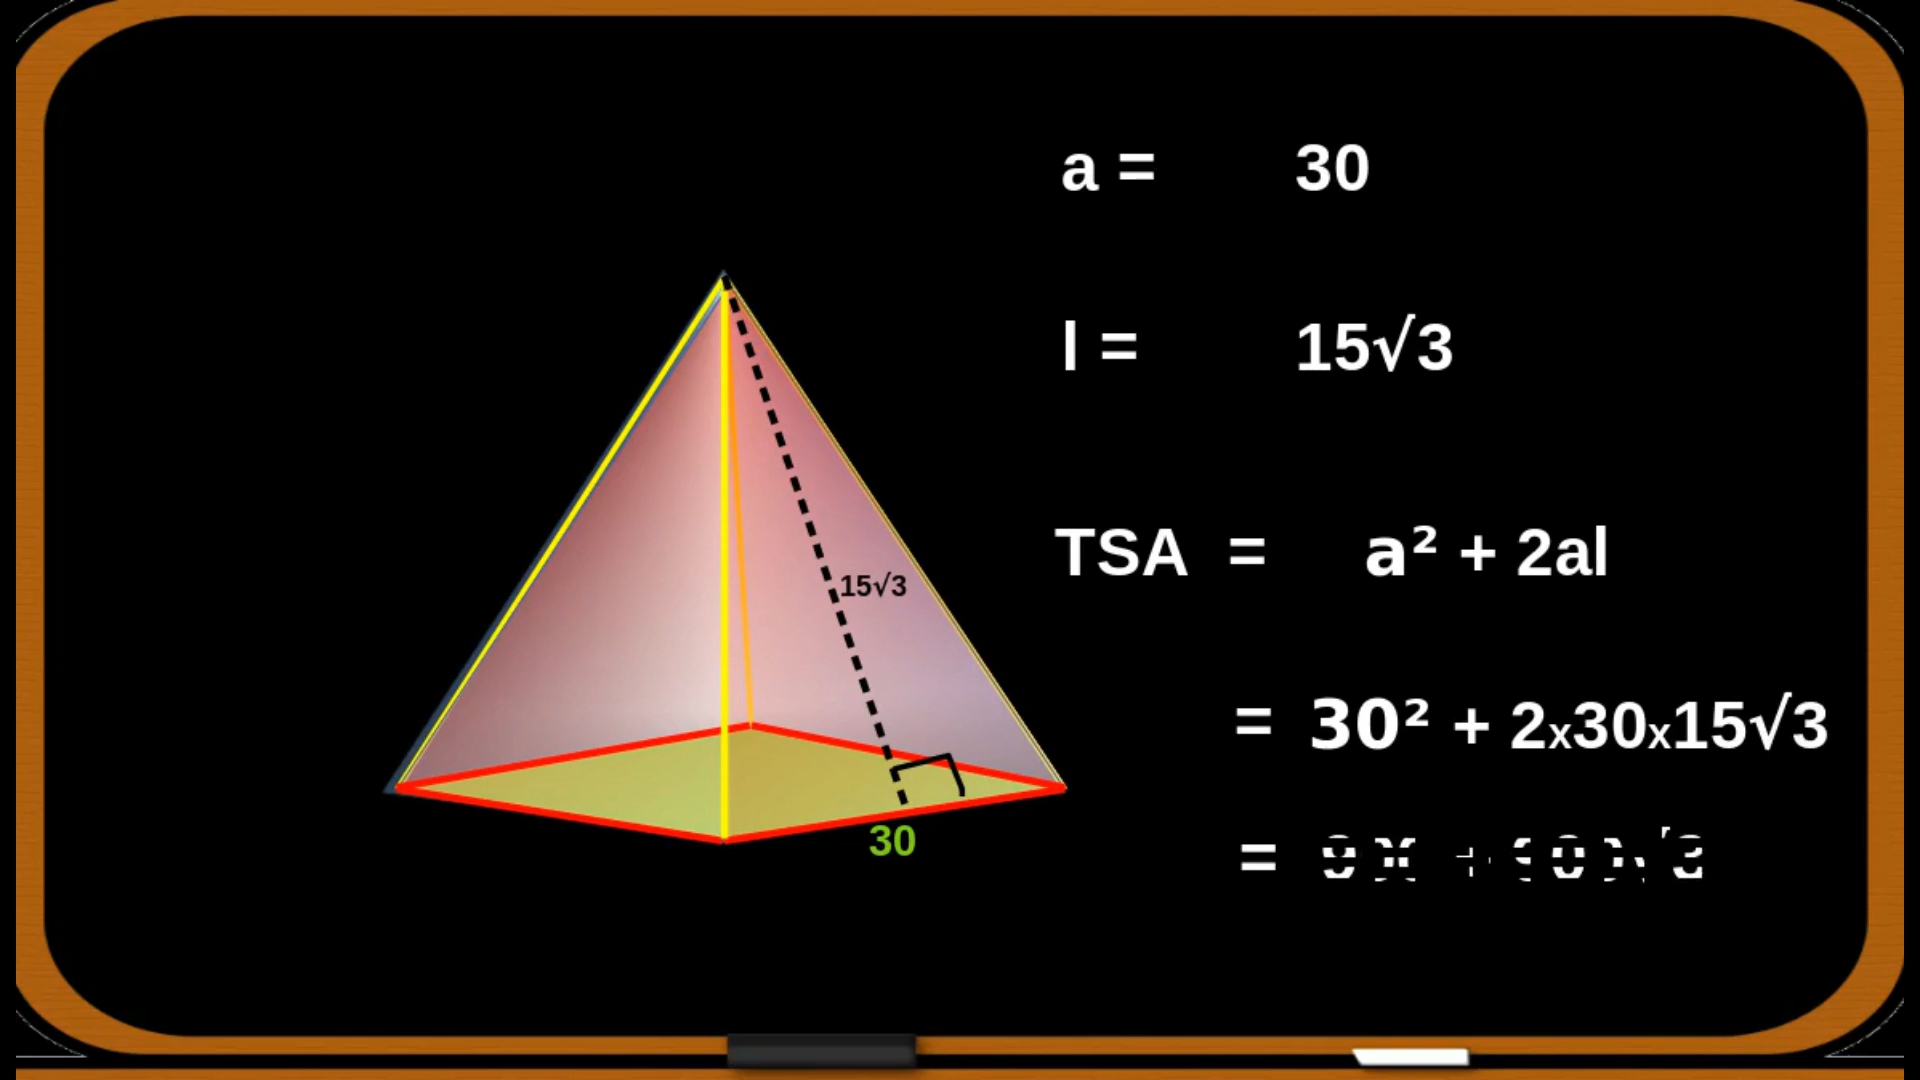 a = 30
l = 15√3
15√3
30
TSA = a² + 2al
= 30² + 2x30x15√3
=